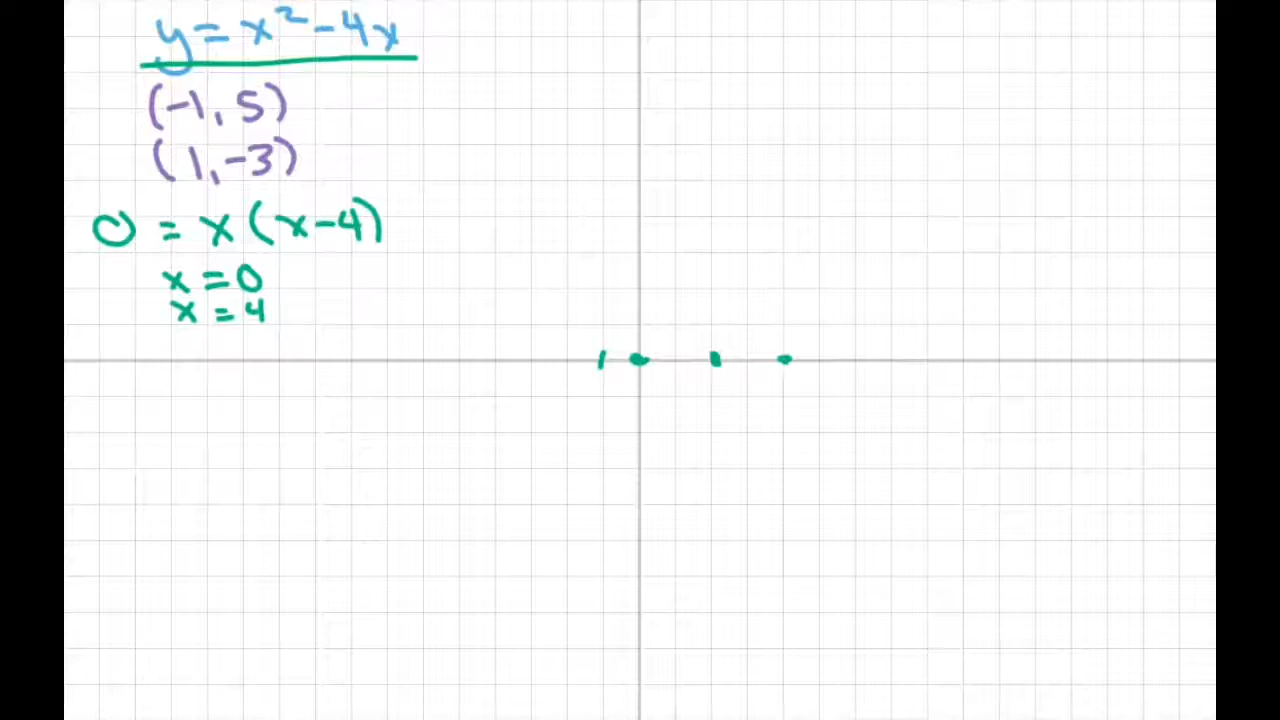 y = x² - 4x
(-1, 5)
(1, -3)
0 = x(x-4)
x = 0
x = 4